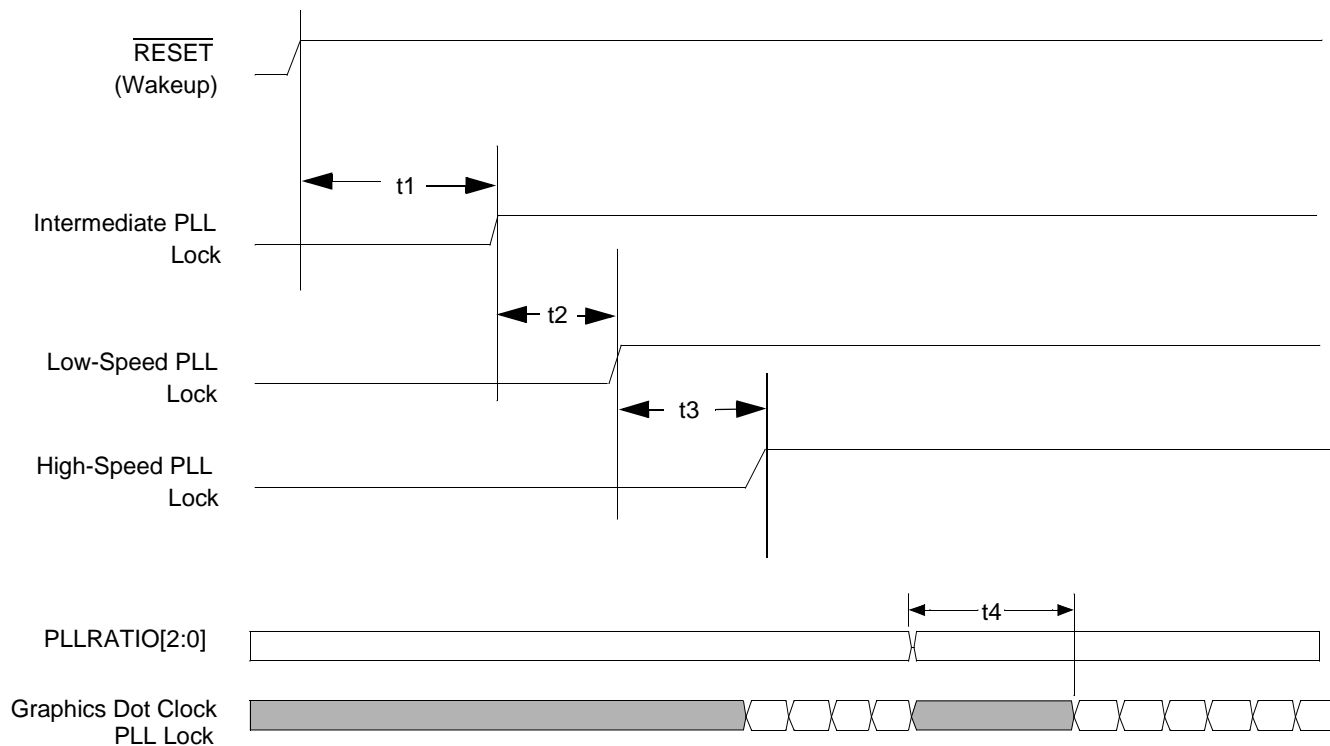 RESET
(Wakeup)
t1
Intermediate PLL
Lock
t2
Low-Speed PLL
Lock
t3
High-Speed PLL
Lock
t4
PLLRATIO[2:0]
Graphics Dot Clock
PLL Lock